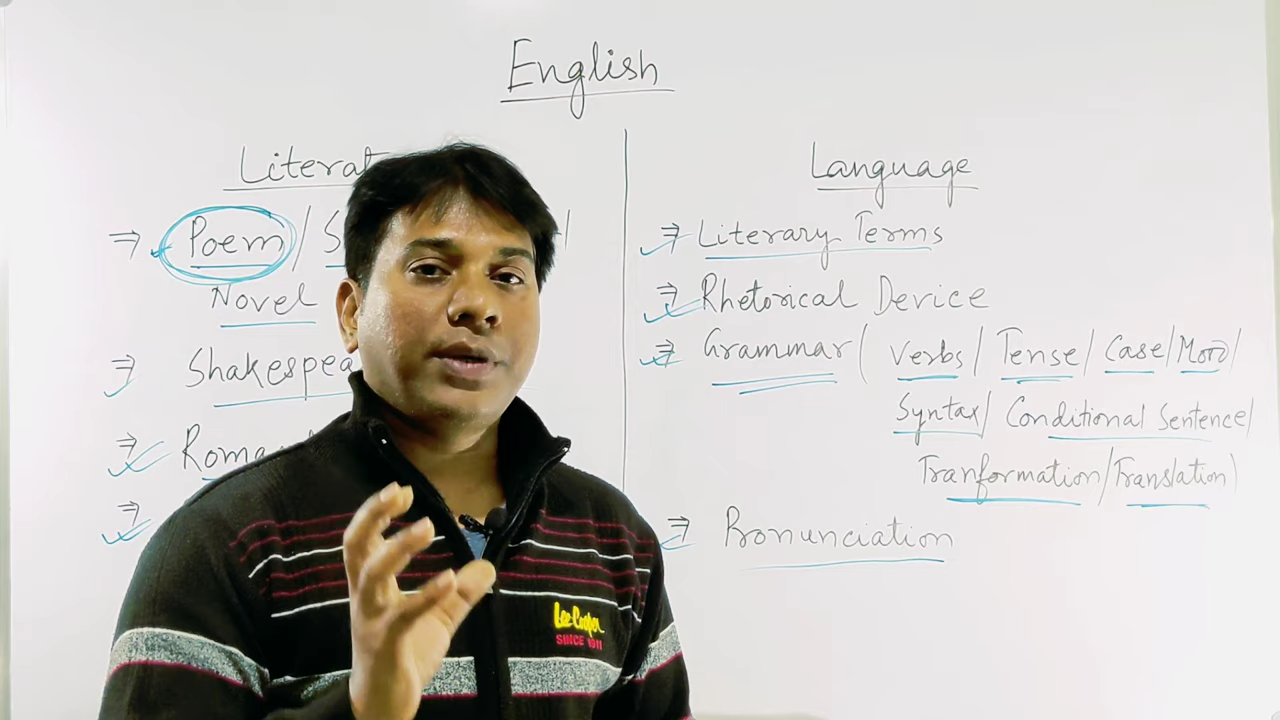 English
Literat
⇒ Poem / S
Novel
⇒ Shakespea
⇒ Roma
⇒
Language
⇒ Literary Terms
⇒ Rhetorical Device
⇒ Grammar ( Verbs / Tense / Case / Mood /
Syntax / Conditional Sentence /
Tranformation / Translation )
⇒ Pronunciation
Lee Cooper
SINCE 1911